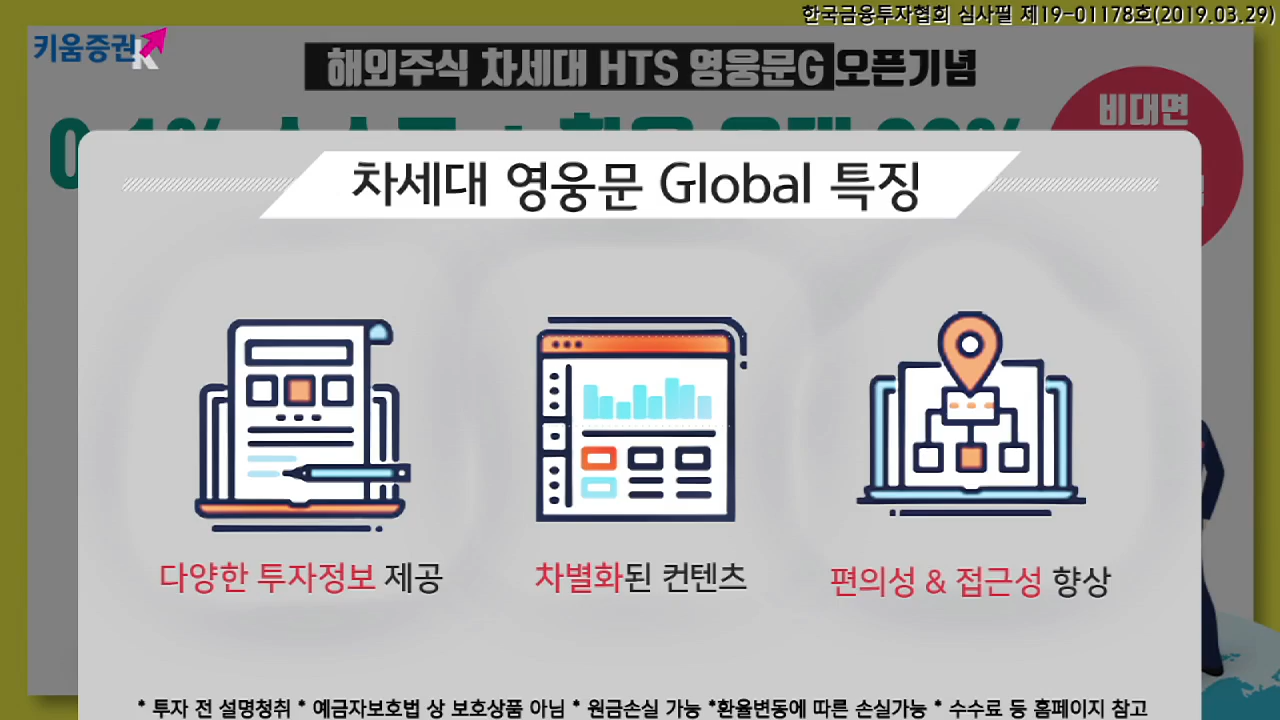 한국금융투자협회 심사필 제19-01178호(2019.03.29)
키움증권
해외주식 차세대 HTS 영웅문G 오픈기념
비대면
차세대 영웅문 Global 특징
다양한 투자정보 제공
차별화된 컨텐츠
편의성 & 접근성 향상
* 투자 전 설명청취 * 예금자보호법 상 보호상품 아님 * 원금손실 가능 *환율변동에 따른 손실가능 * 수수료 등 홈페이지 참고